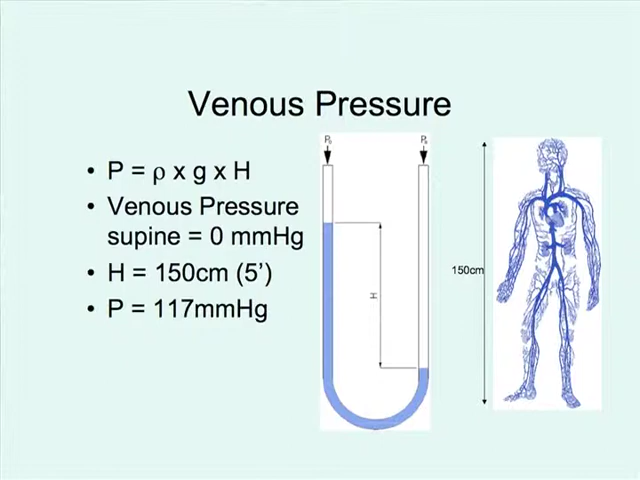 Venous Pressure
• P = ρ x g x H
• Venous Pressure
supine = 0 mmHg
• H = 150cm (5’)
• P = 117mmHg
H
150cm